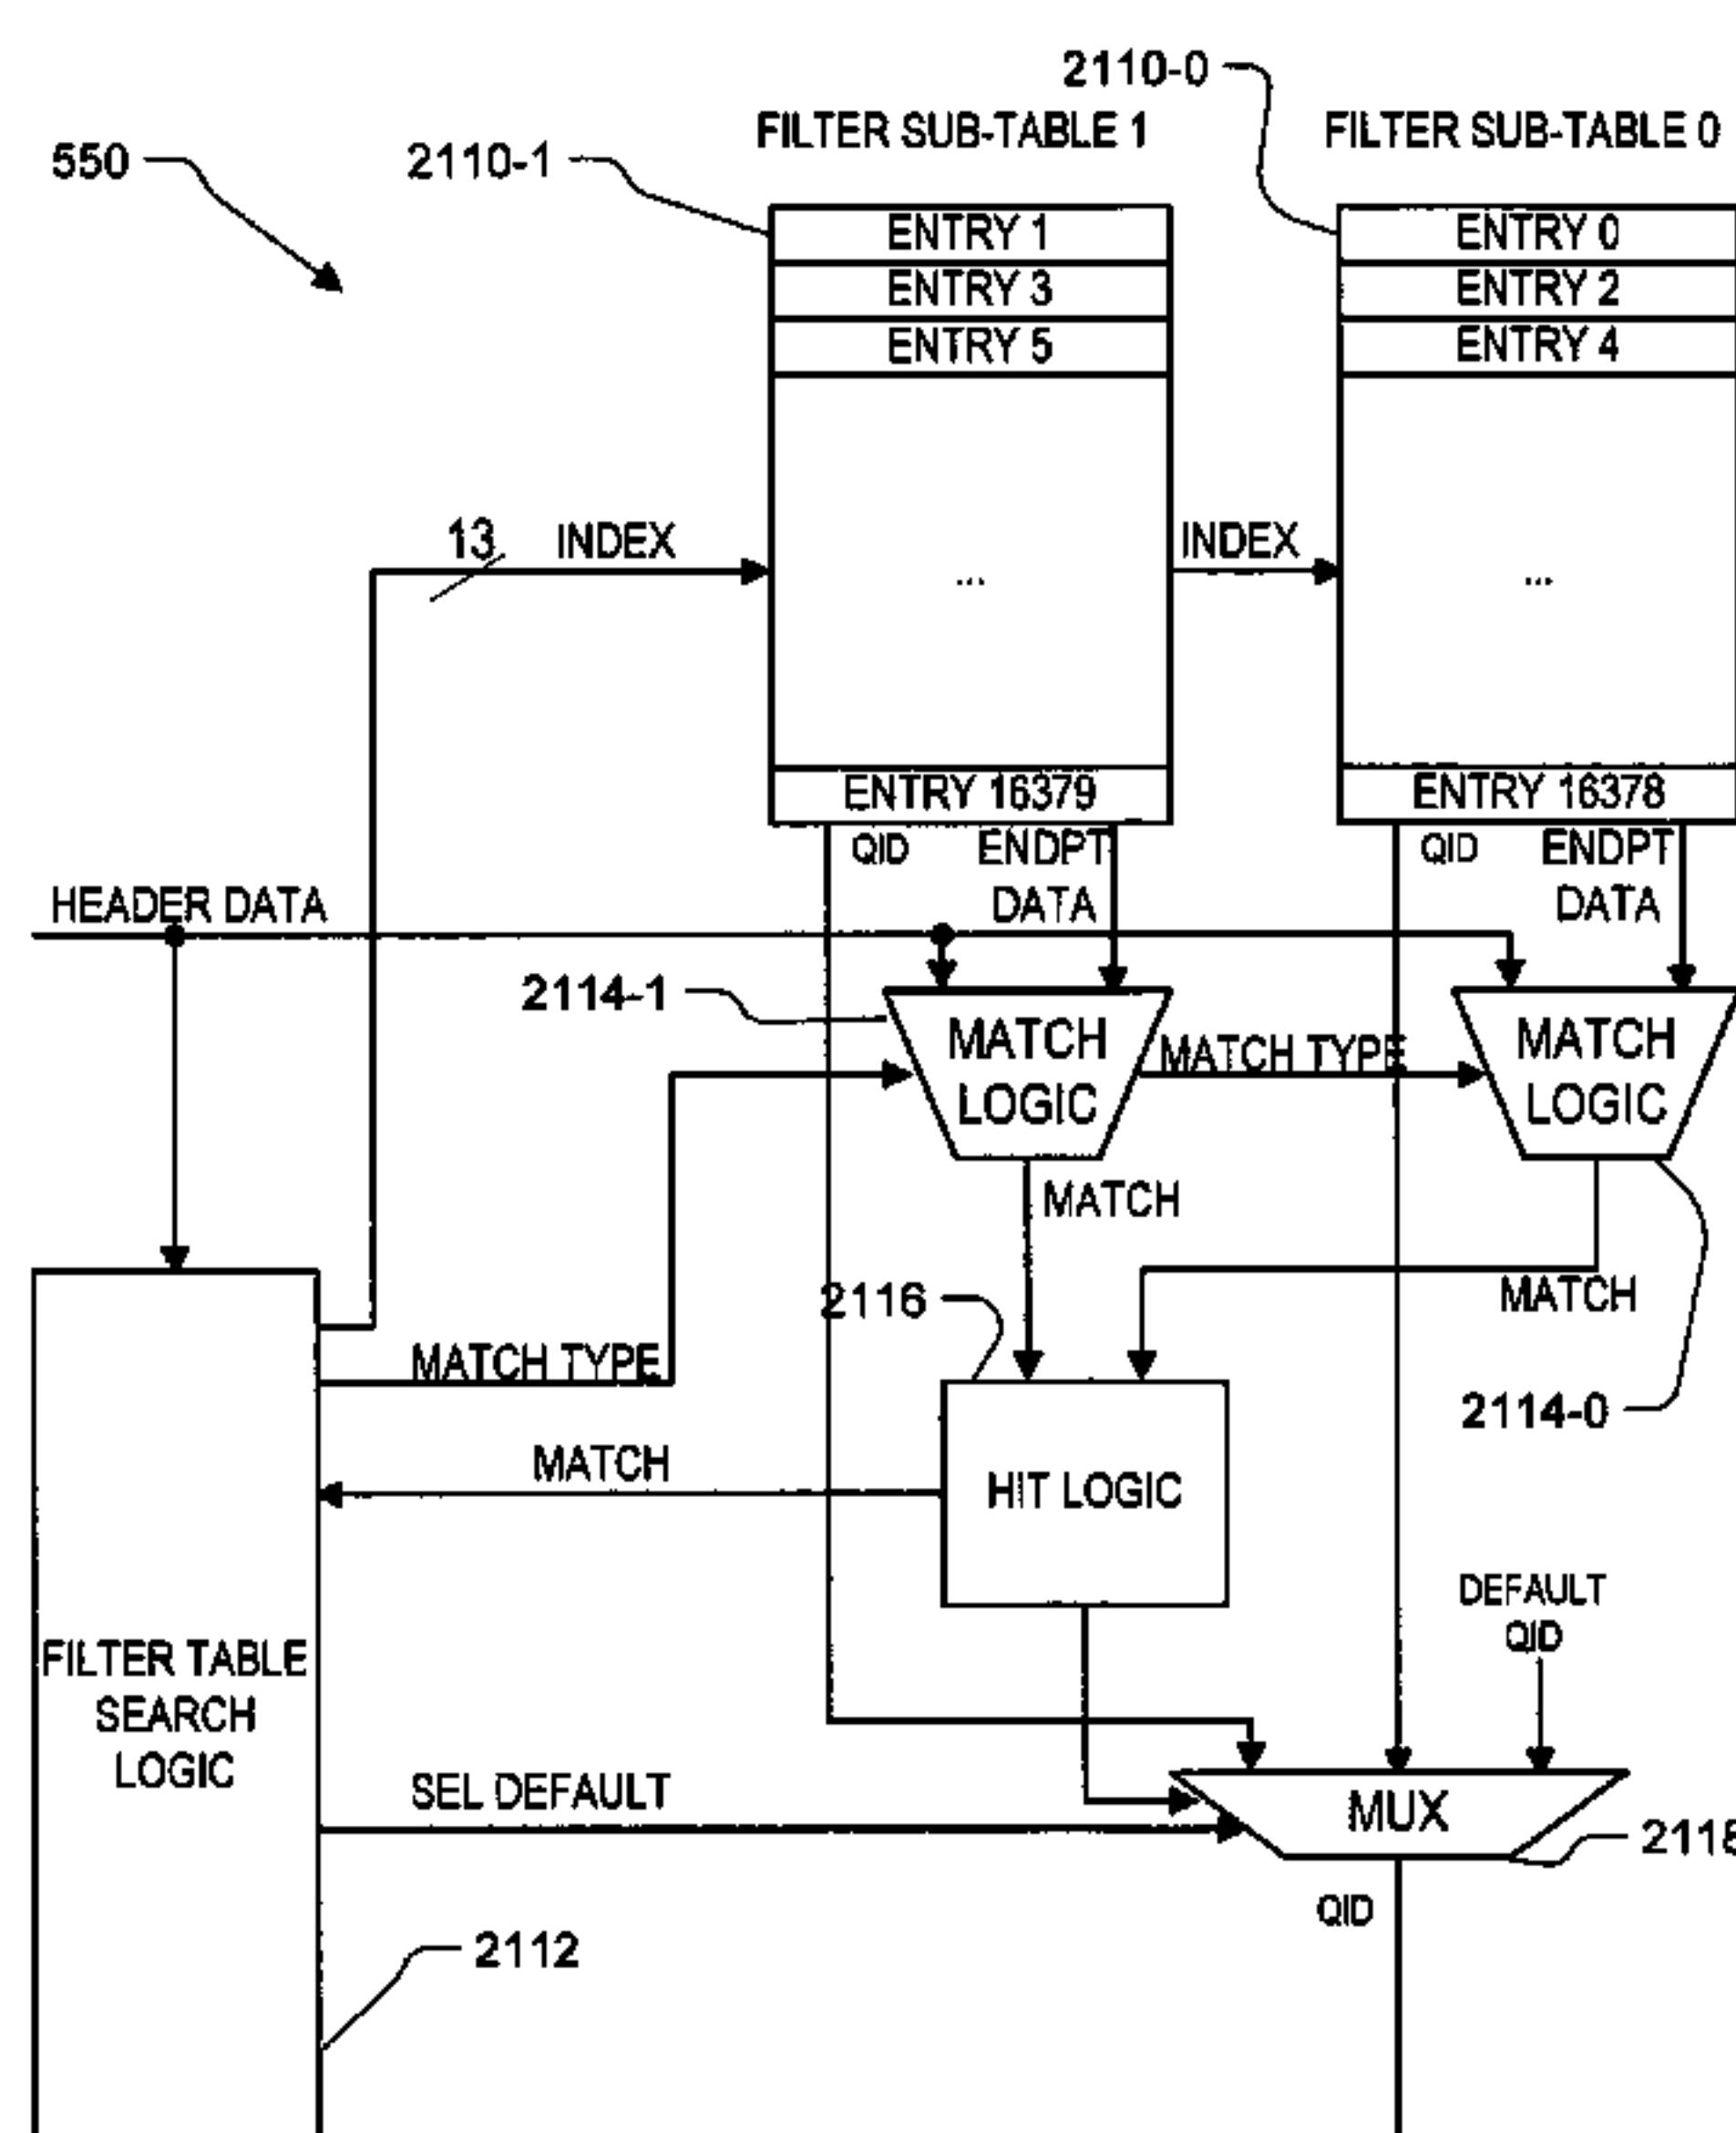 2110-0
FILTER SUB-TABLE 1
FILTER SUB-TABLE 0
550
2110-1
ENTRY 1
ENTRY 0
ENTRY 3
ENTRY 2
ENTRY 5
ENTRY 4
13
INDEX
INDEX
...
...
ENTRY 16379
ENTRY 16378
QID
ENDPT
DATA
QID
ENDPT
DATA
HEADER DATA
2114-1
MATCH
LOGIC
MATCH TYPE
MATCH
LOGIC
MATCH
2116
MATCH
MATCH TYPE
2114-0
MATCH
HIT LOGIC
DEFAULT
QID
FILTER TABLE
SEARCH
LOGIC
SEL DEFAULT
MUX
QID
2112